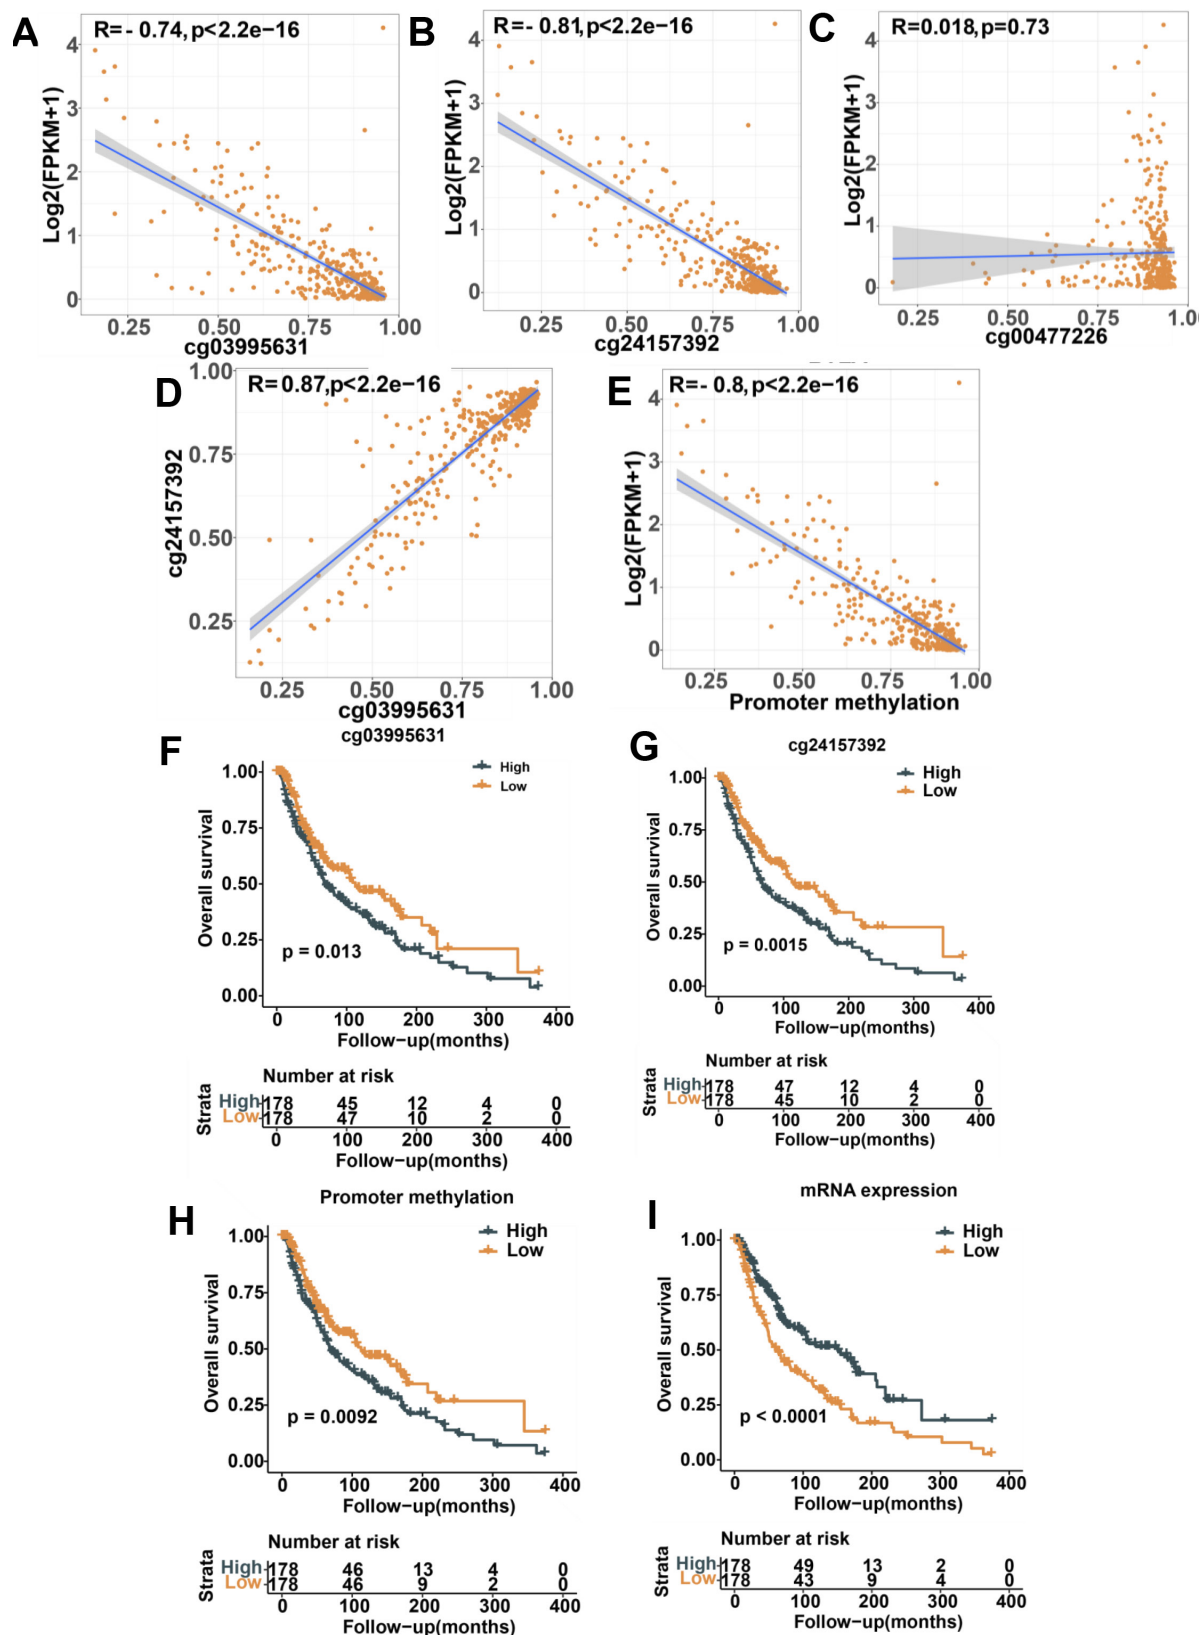 A
R=- 0.74, p<2.2e−16
Log2(FPKM+1)
4
3
2
1
0
0.25 0.50 0.75 1.00
cg03995631
B
R=- 0.81, p<2.2e−16
Log2(FPKM+1)
4
3
2
1
0
0.25 0.50 0.75 1.00
cg24157392
C
R=0.018, p=0.73
Log2(FPKM+1)
4
3
2
1
0
0.25 0.50 0.75 1.0
cg00477226
D
R= 0.87,p<2.2e−16
cg24157392
1.00
0.75
0.50
0.25
0.25 0.50 0.75 1.00
cg03995631
E
R=- 0.8, p<2.2e−16
Log2(FPKM+1)
4
3
2
1
0
0.25 0.50 0.75 1.00
Promoter methylation
F
cg03995631
High
Low
Overall survival
1.00
0.75
0.50
0.25
0.00
p = 0.013
0 100 200 300 400
Follow−up(months)
Number at risk
Strata
High 178 45 12 4 0
Low 178 47 10 2 0
0 100 200 300 400
Follow−up(months)
G
cg24157392
High
Low
Overall survival
1.00
0.75
0.50
0.25
0.00
p = 0.0015
0 100 200 300 400
Follow−up(months)
Number at risk
Strata
High 178 47 12 4 0
Low 178 45 10 2 0
0 100 200 300 400
Follow−up(months)
H
Promoter methylation
High
Low
Overall survival
1.00
0.75
0.50
0.25
0.00
p = 0.0092
0 100 200 300 400
Follow−up(months)
Number at risk
Strata
High 178 46 13 4 0
Low 178 46 9 2 0
0 100 200 300 400
Follow−up(months)
I
mRNA expression
High
Low
Overall survival
1.00
0.75
0.50
0.25
0.00
p < 0.0001
0 100 200 300 400
Follow−up(months)
Number at risk
Strata
High 178 49 13 2 0
Low 178 43 9 4 0
0 100 200 300 400
Follow−up(months)